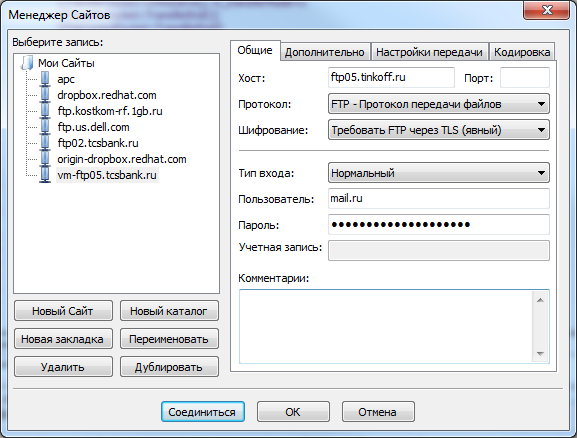 Менеджер Сайтов
Выберите запись:
Мои Сайты
apc
dropbox.redhat.com
ftp.kostkom-rf.1gb.ru
ftp.us.dell.com
ftp02.tcsbank.ru
origin-dropbox.redhat.com
vm-ftp05.tcsbank.ru
Новый Сайт
Новый каталог
Новая закладка
Переименовать
Удалить
Дублировать
Общие
Дополнительно
Настройки передачи
Кодировка
Хост:
ftp05.tinkoff.ru
Порт:
Протокол:
FTP - Протокол передачи файлов
Шифрование:
Требовать FTP через TLS (явный)
Тип входа:
Нормальный
Пользователь:
mail.ru
Пароль:
Учетная запись:
Комментарии:
Соединиться
OK
Отмена